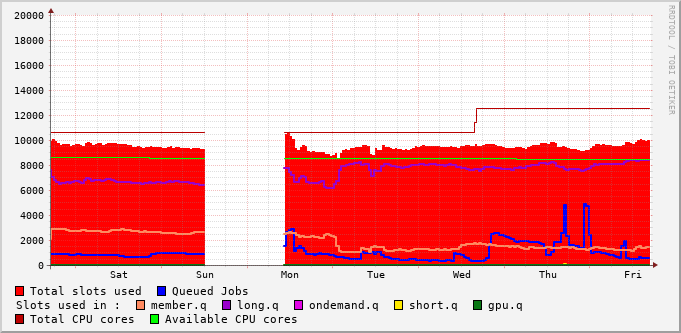 20000
18000
16000
14000
12000
10000
8000
6000
4000
2000
0
Sat Sun Mon Tue Wed Thu Fri
RRDTOOL / TOBI OETIKER
Total slots used Queued Jobs
Slots used in : member.q long.q ondemand.q short.q gpu.q
Total CPU cores Available CPU cores